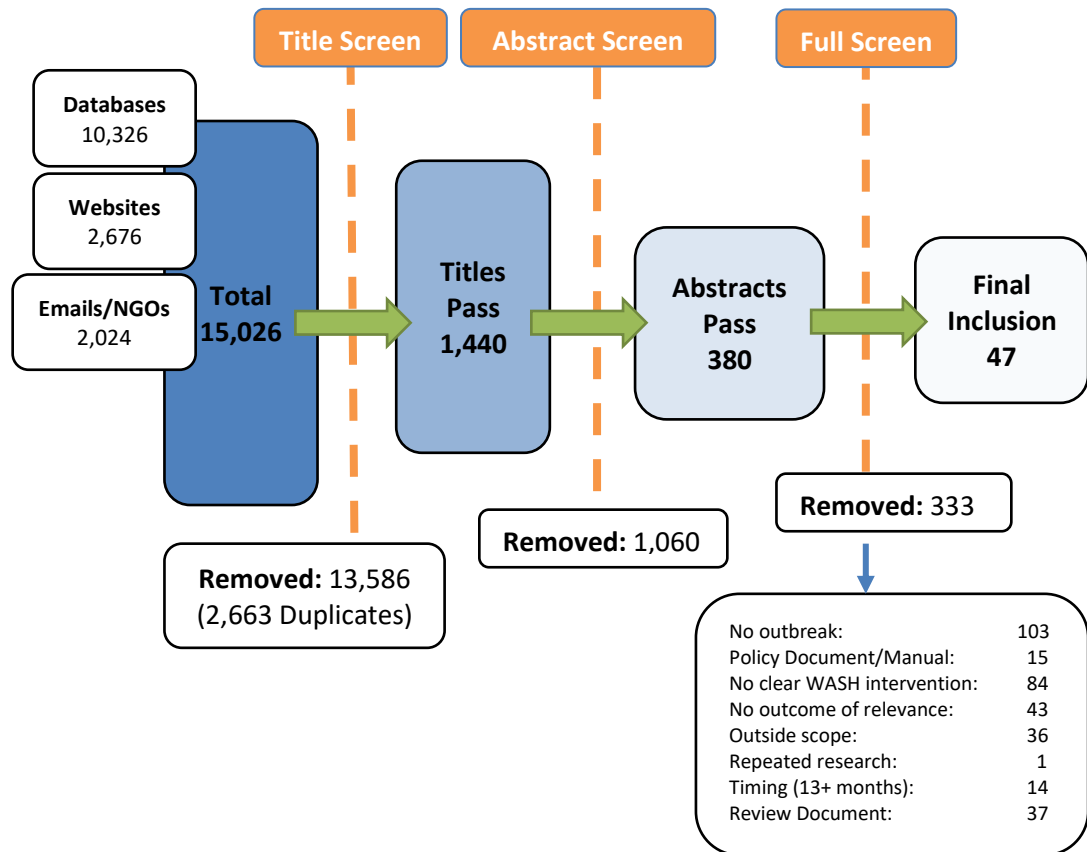 Title Screen
Abstract Screen
Full Screen
Databases
10,326
Websites
2,676
Emails/NGOs
2,024
Total
15,026
Titles
Pass
1,440
Abstracts
Pass
380
Final
Inclusion
47
Removed: 13,586
(2,663 Duplicates)
Removed: 1,060
Removed: 333
No outbreak: 103
Policy Document/Manual: 15
No clear WASH intervention: 84
No outcome of relevance: 43
Outside scope: 36
Repeated research: 1
Timing (13+ months): 14
Review Document: 37